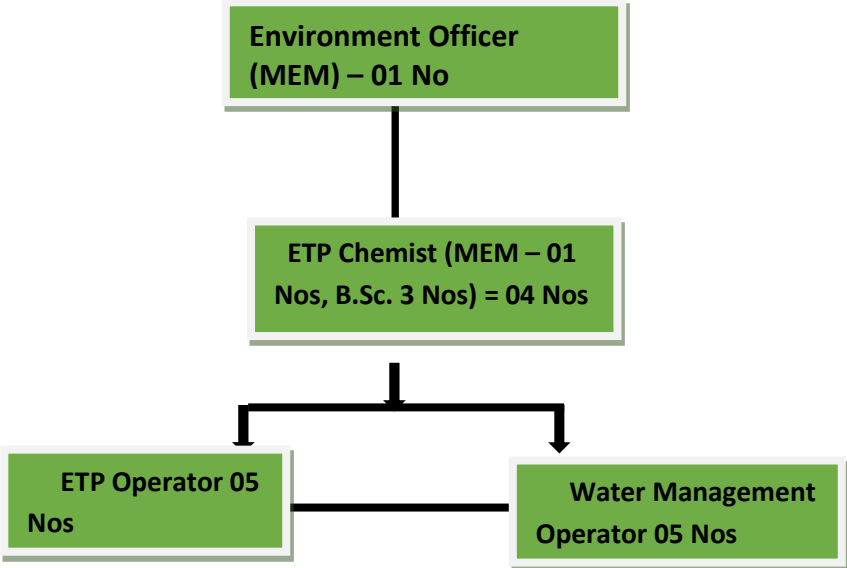 Environment Officer
(MEM) – 01 No
ETP Chemist (MEM – 01
Nos, B.Sc. 3 Nos) = 04 Nos
ETP Operator 05
Nos
Water Management
Operator 05 Nos